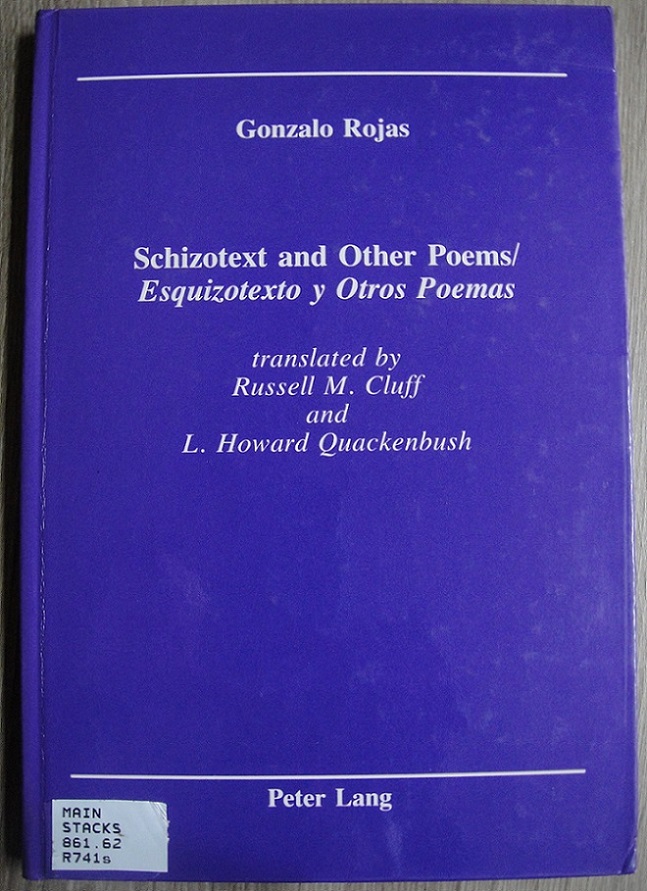 Gonzalo Rojas
Schizotext and Other Poems/
Esquizotexto y Otros Poemas
translated by
Russell M. Cluff
and
L. Howard Quackenbush
Peter Lang
MAIN
STACKS
861.62
R741s